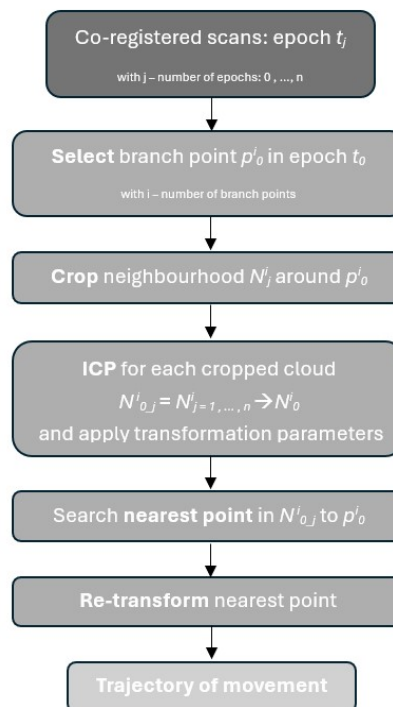 Co-registered scans: epoch tⱼ
with j – number of epochs: 0 , ..., n
Select branch point pⁱ₀ in epoch t₀
with i – number of branch points
Crop neighbourhood Nⁱⱼ around pⁱ₀
ICP for each cropped cloud
Nⁱ₀_ⱼ = Nⁱⱼ₌₁ , ... , ₙ → Nⁱ₀
and apply transformation parameters
Search nearest point in Nⁱ₀_ⱼ to pⁱ₀
Re-transform nearest point
Trajectory of movement